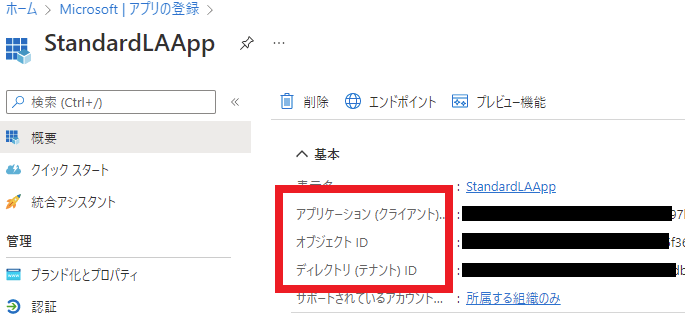 ホーム > Microsoft | アプリの登録 >
StandardLAApp ...
検索 (Ctrl+/) «
削除 エンドポイント プレビュー機能
概要
クイック スタート
統合アシスタント
管理
ブランド化とプロパティ
認証
基本
: StandardLAApp
アプリケーション (クライアント)... : 97
オブジェクト ID : f36
ディレクトリ (テナント) ID : db
サポートされているアカウント... : 所属する組織のみ